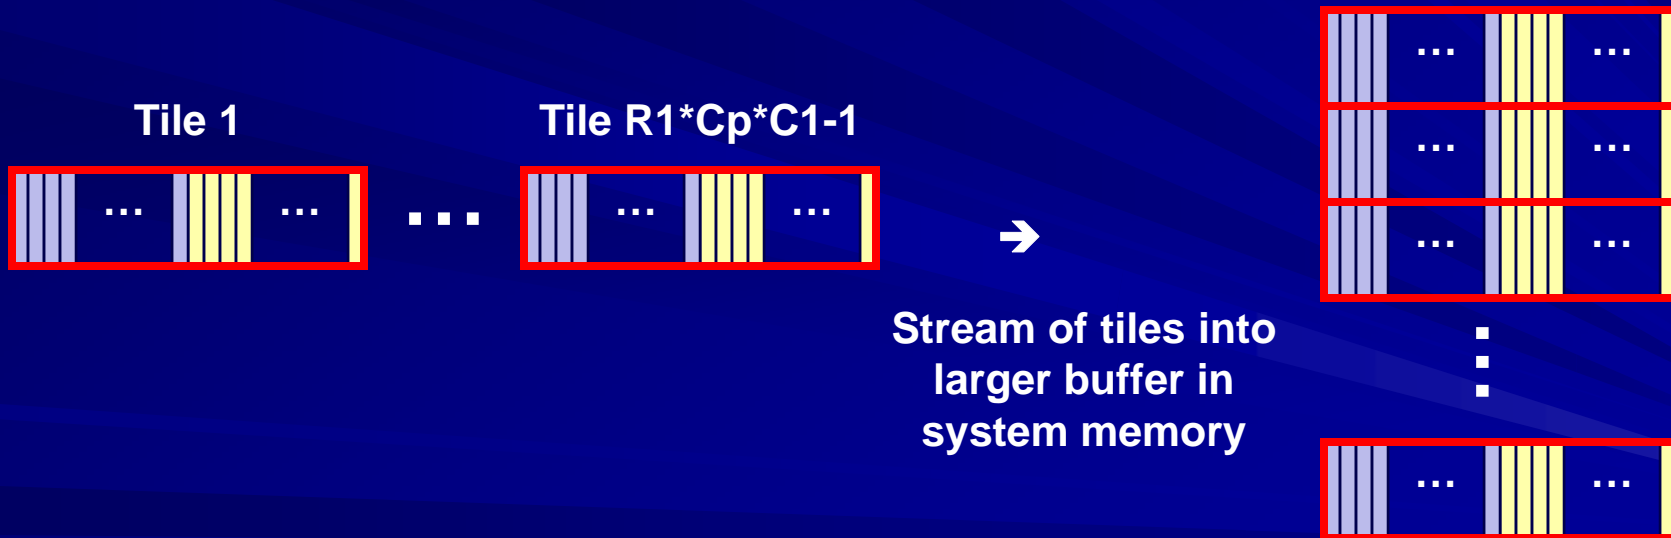 Tile 1
Tile R1*Cp*C1-1
... ... ... ... ...
Stream of tiles into
larger buffer in
system memory
... ...
... ...
... ...
... ...